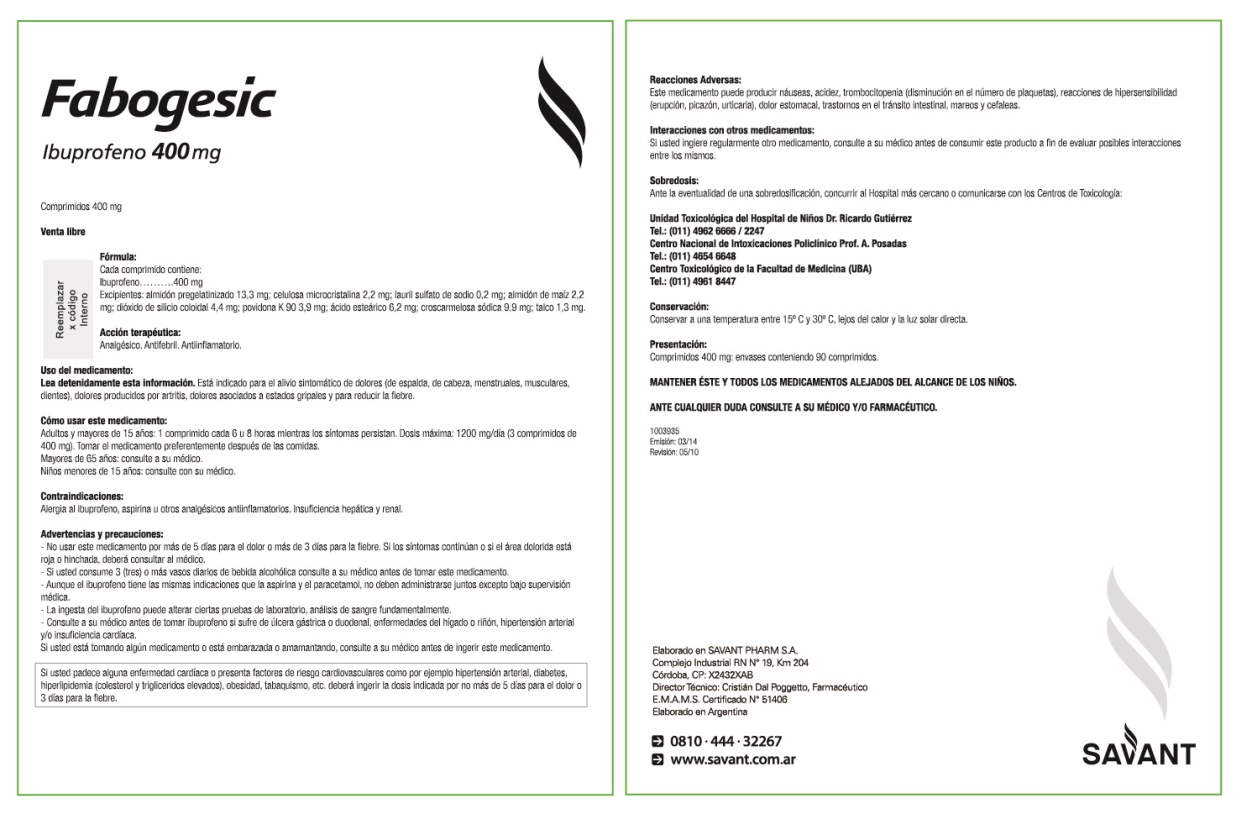 Fabogesic
Ibuprofeno 400 mg
Comprimidos 400 mg
Venta libre
Reemplazar
x código
Interno
Fórmula:
Cada comprimido contiene:
Ibuprofeno..........400 mg
Excipientes: almidón pregelatinizado 13,3 mg; celulosa microcristalina 2,2 mg; lauril sulfato de sodio 0,2 mg; almidón de maíz 2,2
mg; dióxido de silicio coloidal 4,4 mg; povidona K 90 3,9 mg; ácido esteárico 6,2 mg; croscarmelosa sódica 9,9 mg; talco 1,3 mg.
Acción terapéutica:
Analgésico. Antifebril. Antiinflamatorio.
Uso del medicamento:
Lea detenidamente esta información. Está indicado para el alivio sintomático de dolores (de espalda, de cabeza, menstruales, musculares,
dientes), dolores producidos por artritis, dolores asociados a estados gripales y para reducir la fiebre.
Cómo usar este medicamento:
Adultos y mayores de 15 años: 1 comprimido cada 6 u 8 horas mientras los síntomas persistan. Dosis máxima: 1200 mg/día (3 comprimidos de
400 mg). Tomar el medicamento preferentemente después de las comidas.
Mayores de 65 años: consulte a su médico.
Niños menores de 15 años: consulte con su médico.
Contraindicaciones:
Alergia al ibuprofeno, aspirina u otros analgésicos antiinflamatorios. Insuficiencia hepática y renal.
Advertencias y precauciones:
- No usar este medicamento por más de 5 días para el dolor o más de 3 días para la fiebre. Si los síntomas continúan o si el área dolorida está
roja o hinchada, deberá consultar al médico.
- Si usted consume 3 (tres) o más vasos diarios de bebida alcohólica consulte a su médico antes de tomar este medicamento.
- Aunque el ibuprofeno tiene las mismas indicaciones que la aspirina y el paracetamol, no deben administrarse juntos excepto bajo supervisión
médica.
- La ingesta del ibuprofeno puede alterar ciertas pruebas de laboratorio, análisis de sangre fundamentalmente.
- Consulte a su médico antes de tomar ibuprofeno si sufre de úlcera gástrica o duodenal, enfermedades del hígado o riñón, hipertensión arterial
y/o insuficiencia cardíaca.
Si usted está tomando algún medicamento o está embarazada o amamantando, consulte a su médico antes de ingerir este medicamento.
Si usted padece alguna enfermedad cardíaca o presenta factores de riesgo cardiovasculares como por ejemplo hipertensión arterial, diabetes,
hiperlipidemia (colesterol y trigliceridos elevados), obesidad, tabaquismo, etc. deberá ingerir la dosis indicada por no más de 5 días para el dolor o
3 días para la fiebre.
Reacciones Adversas:
Este medicamento puede producir náuseas, acidez, trombocitopenia (disminución en el número de plaquetas), reacciones de hipersensibilidad
(erupción, picazón, urticaria), dolor estomacal, trastornos en el tránsito intestinal, mareos y cefaleas.
Interacciones con otros medicamentos:
Si usted ingiere regularmente otro medicamento, consulte a su médico antes de consumir este producto a fin de evaluar posibles interacciones
entre los mismos.
Sobredosis:
Ante la eventualidad de una sobredosificación, concurrir al Hospital más cercano o comunicarse con los Centros de Toxicología:
Unidad Toxicológica del Hospital de Niños Dr. Ricardo Gutiérrez
Tel.: (011) 4962 6666 / 2247
Centro Nacional de Intoxicaciones Policlínico Prof. A. Posadas
Tel.: (011) 4654 6648
Centro Toxicológico de la Facultad de Medicina (UBA)
Tel.: (011) 4961 8447
Conservación:
Conservar a una temperatura entre 15º C y 30º C, lejos del calor y la luz solar directa.
Presentación:
Comprimidos 400 mg: envases conteniendo 90 comprimidos.
MANTENER ÉSTE Y TODOS LOS MEDICAMENTOS ALEJADOS DEL ALCANCE DE LOS NIÑOS.
ANTE CUALQUIER DUDA CONSULTE A SU MÉDICO Y/O FARMACÉUTICO.
1003935
Emisión: 03/14
Revisión: 05/10
Elaborado en SAVANT PHARM S.A.
Complejo Industrial RN N° 19, Km 204
Córdoba, CP: X2432XAB
Director Técnico: Cristián Dal Poggetto, Farmacéutico
E.M.A.M.S. Certificado N° 51406
Elaborado en Argentina
0810 · 444 · 32267
www.savant.com.ar
SAVANT